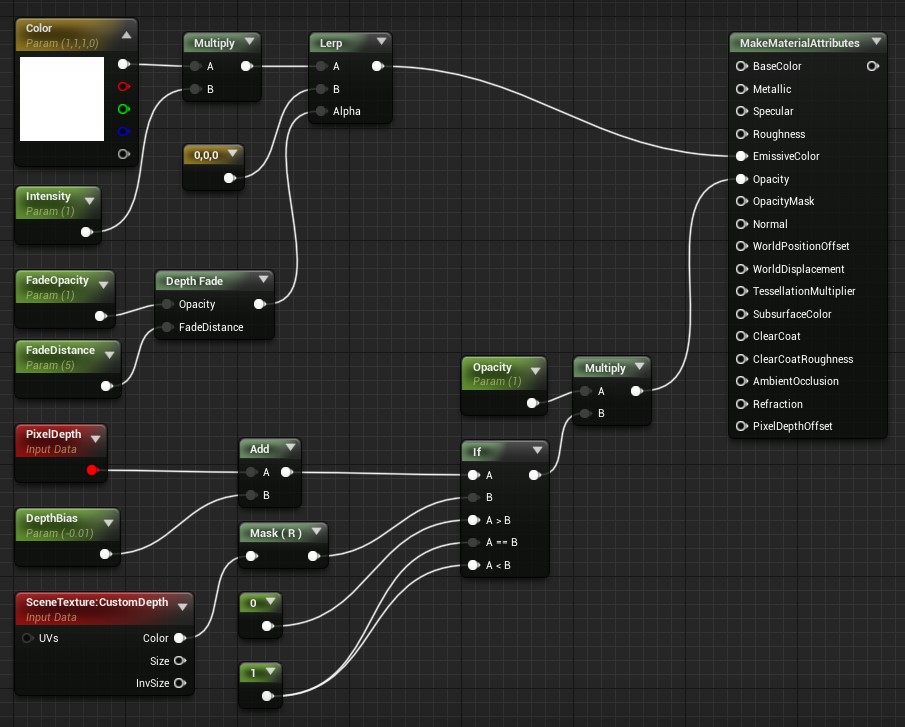 Color
Param (1,1,1,0)
Multiply
A
B
Lerp
A
B
Alpha
0,0,0
Intensity
Param (1)
FadeOpacity
Param (1)
FadeDistance
Param (5)
Depth Fade
Opacity
FadeDistance
PixelDepth
Input Data
DepthBias
Param (-0.01)
SceneTexture:CustomDepth
Input Data
UVs
Color
Size
InvSize
Add
A
B
Mask ( R )
0
1
Opacity
Param (1)
Multiply
A
B
If
A
B
A > B
A == B
A < B
MakeMaterialAttributes
BaseColor
Metallic
Specular
Roughness
EmissiveColor
Opacity
OpacityMask
Normal
WorldPositionOffset
WorldDisplacement
TessellationMultiplier
SubsurfaceColor
ClearCoat
ClearCoatRoughness
AmbientOcclusion
Refraction
PixelDepthOffset